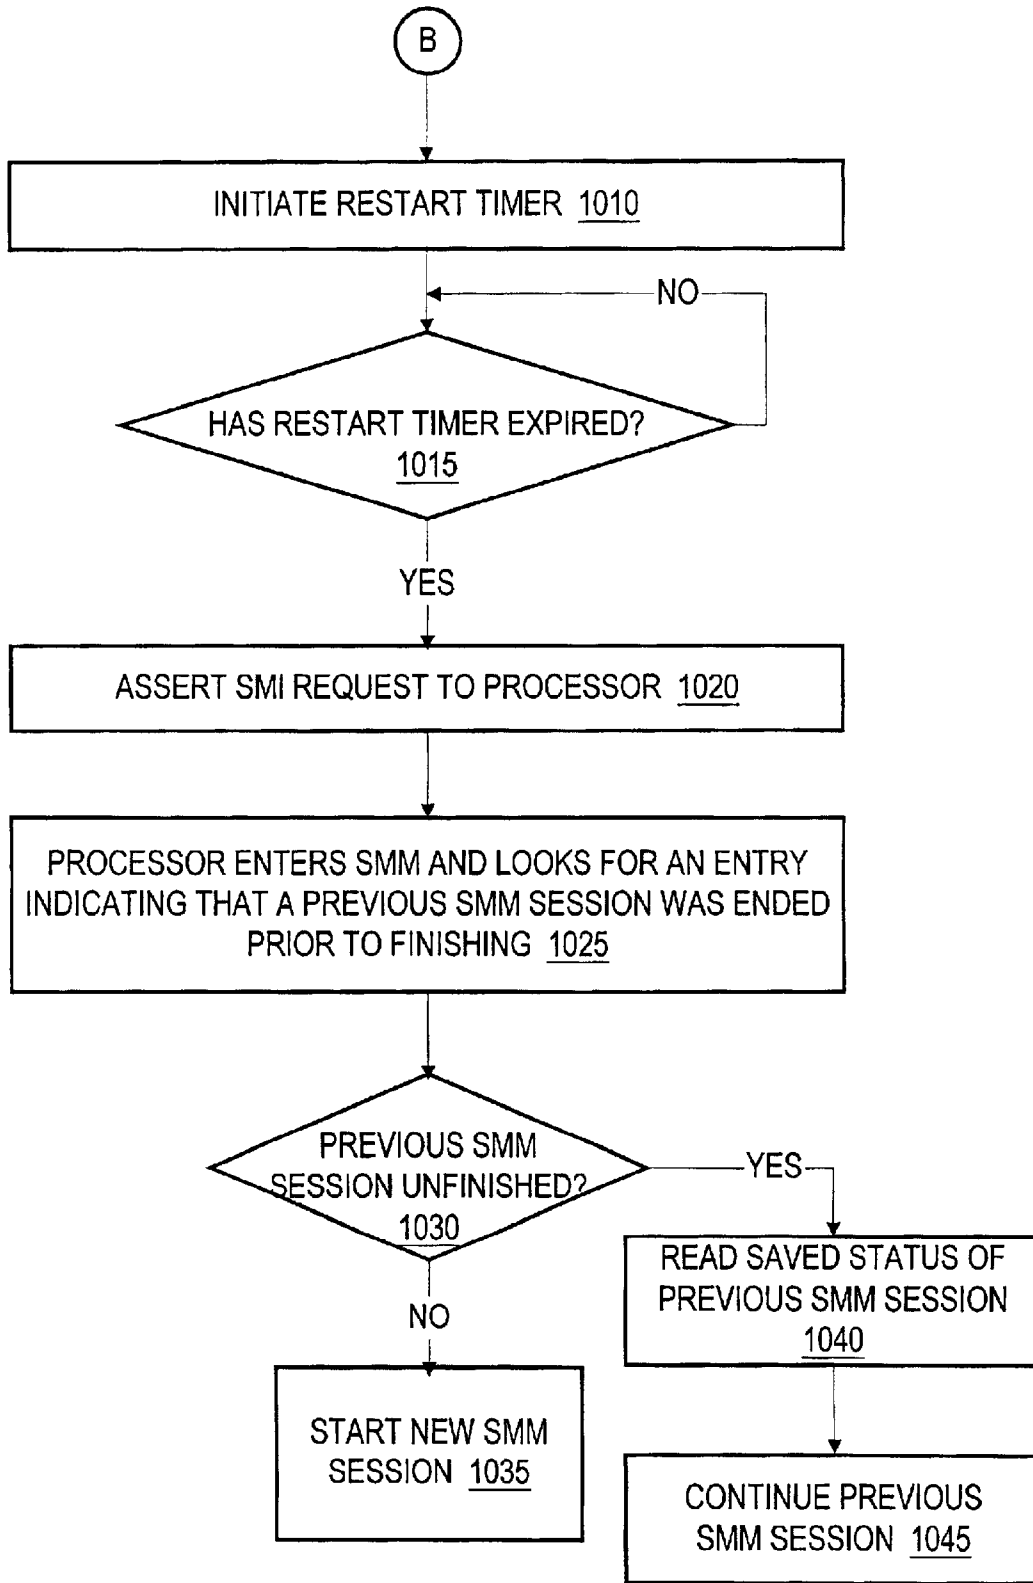 B
INITIATE RESTART TIMER 1010
NO
HAS RESTART TIMER EXPIRED?
1015
YES
ASSERT SMI REQUEST TO PROCESSOR 1020
PROCESSOR ENTERS SMM AND LOOKS FOR AN ENTRY
INDICATING THAT A PREVIOUS SMM SESSION WAS ENDED
PRIOR TO FINISHING 1025
PREVIOUS SMM
SESSION UNFINISHED?
1030
YES
NO
READ SAVED STATUS OF
PREVIOUS SMM SESSION
1040
START NEW SMM
SESSION 1035
CONTINUE PREVIOUS
SMM SESSION 1045